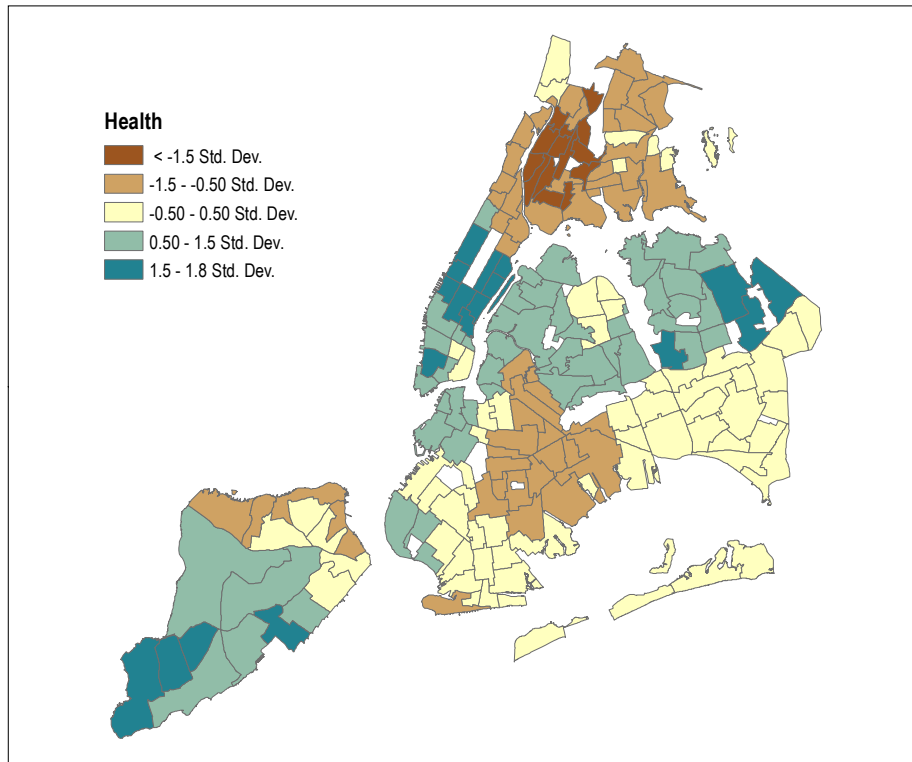 Health
< -1.5 Std. Dev.
-1.5 - -0.50 Std. Dev.
-0.50 - 0.50 Std. Dev.
0.50 - 1.5 Std. Dev.
1.5 - 1.8 Std. Dev.